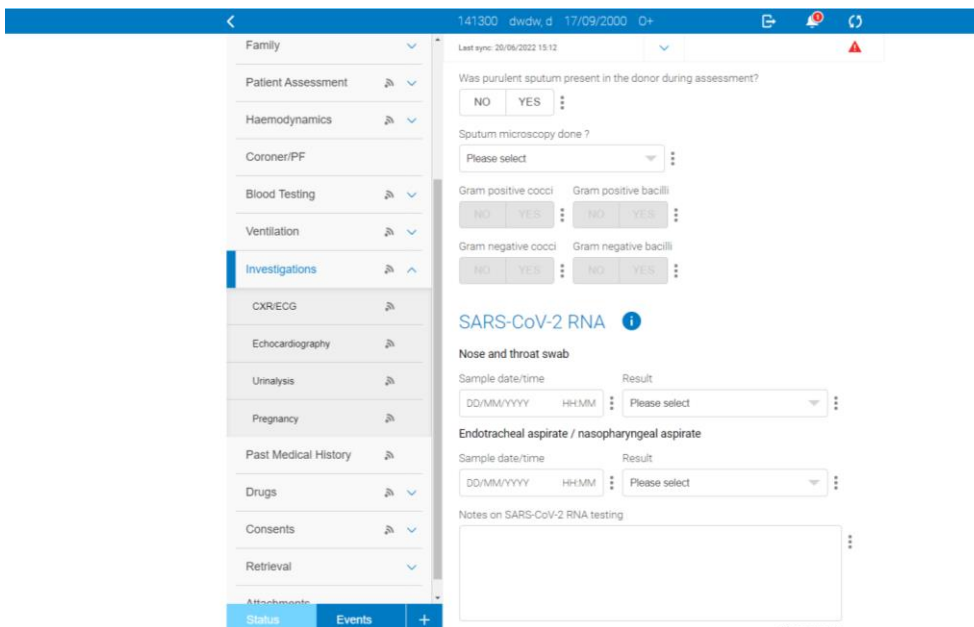 141300 dwdw, d 17/09/2000 O+
Family
Patient Assessment
Haemodynamics
Coroner/PF
Blood Testing
Ventilation
Investigations
CXR/ECG
Echocardiography
Urinalysis
Pregnancy
Past Medical History
Drugs
Consents
Retrieval
Attachments
Status Events +
Last sync: 20/06/2022 15:12
Was purulent sputum present in the donor during assessment?
NO YES
Sputum microscopy done ?
Please select
Gram positive cocci Gram positive bacilli
NO YES NO YES
Gram negative cocci Gram negative bacilli
NO YES NO YES
SARS-CoV-2 RNA i
Nose and throat swab
Sample date/time Result
DD/MM/YYYY HH:MM Please select
Endotracheal aspirate / nasopharyngeal aspirate
Sample date/time Result
DD/MM/YYYY HH:MM Please select
Notes on SARS-CoV-2 RNA testing